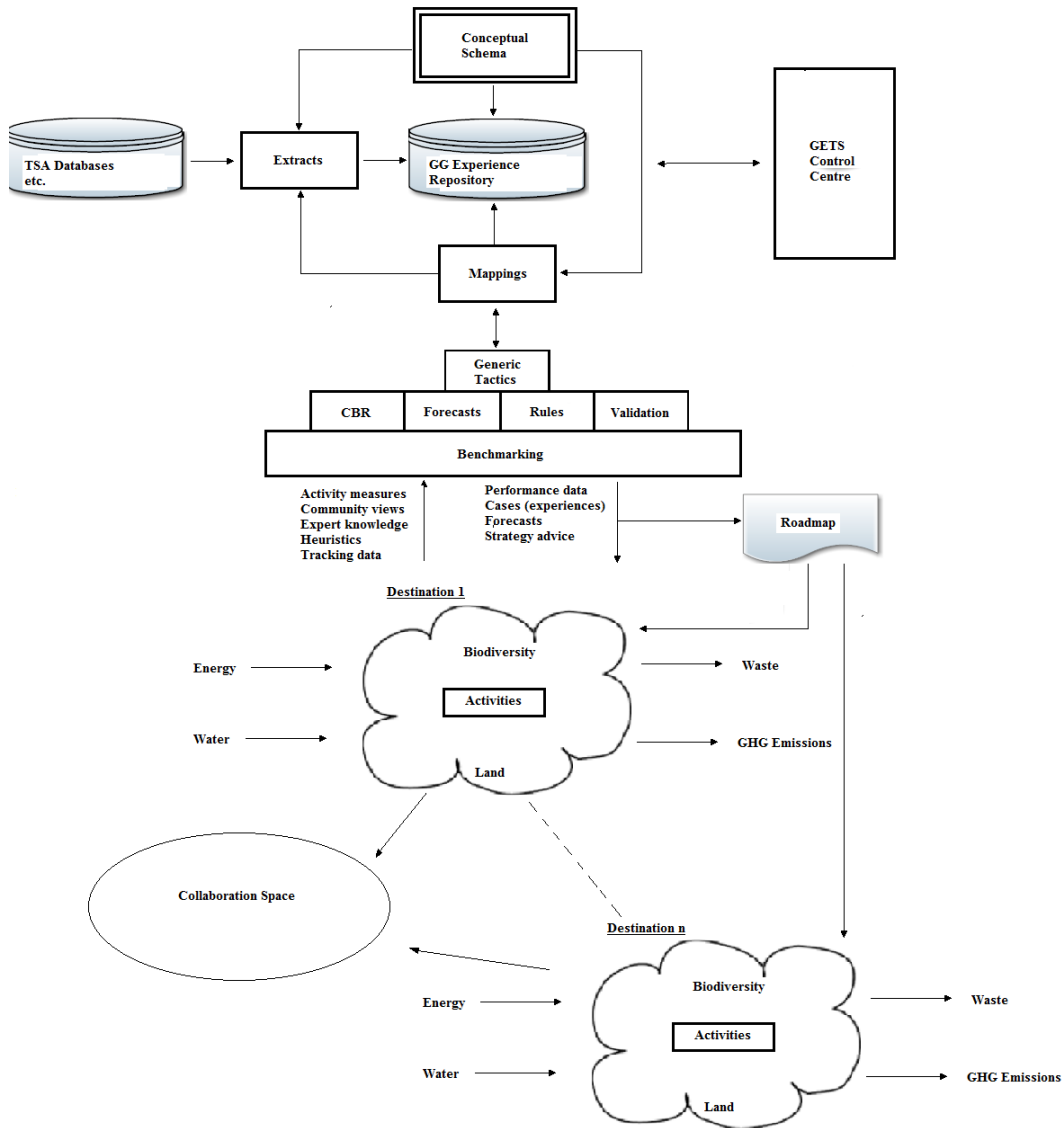 Conceptual
Schema
TSA Databases
etc.
Extracts
GG Experience
Repository
GETS
Control
Centre
Mappings
Generic
Tactics
CBR
Forecasts
Rules
Validation
Benchmarking
Activity measures
Community views
Expert knowledge
Heuristics
Tracking data
Performance data
Cases (experiences)
Forecasts
Strategy advice
Roadmap
Destination 1
Biodiversity
Energy
Waste
Activities
Water
GHG Emissions
Land
Collaboration Space
Destination n
Biodiversity
Energy
Waste
Activities
Water
GHG Emissions
Land